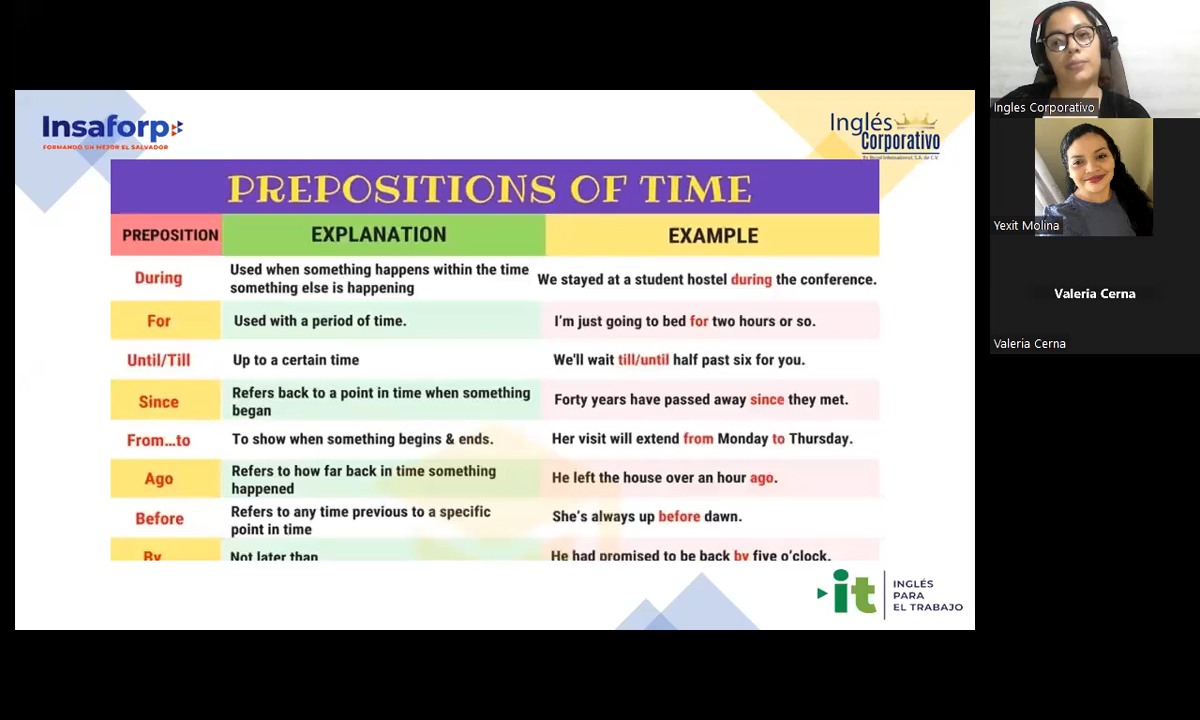 Insaforp
FORMANDO UN MEJOR EL SALVADOR
Inglés
Corporativo
PREPOSITIONS OF TIME
PREPOSITION EXPLANATION EXAMPLE
During
Used when something happens within the time
something else is happening
We stayed at a student hostel during the conference.
For
Used with a period of time.
I'm just going to bed for two hours or so.
Until/Till
Up to a certain time
We'll wait till/until half past six for you.
Since
Refers back to a point in time when something
began
Forty years have passed away since they met.
From...to
To show when something begins & ends.
Her visit will extend from Monday to Thursday.
Ago
Refers to how far back in time something
happened
He left the house over an hour ago.
Before
Refers to any time previous to a specific
point in time
She's always up before dawn.
By
Not later than
He had promised to be back by five o'clock.
it
INGLÉS
PARA
EL TRABAJO
Ingles Corporativo
Yexit Molina
Valeria Cerna
Valeria Cerna